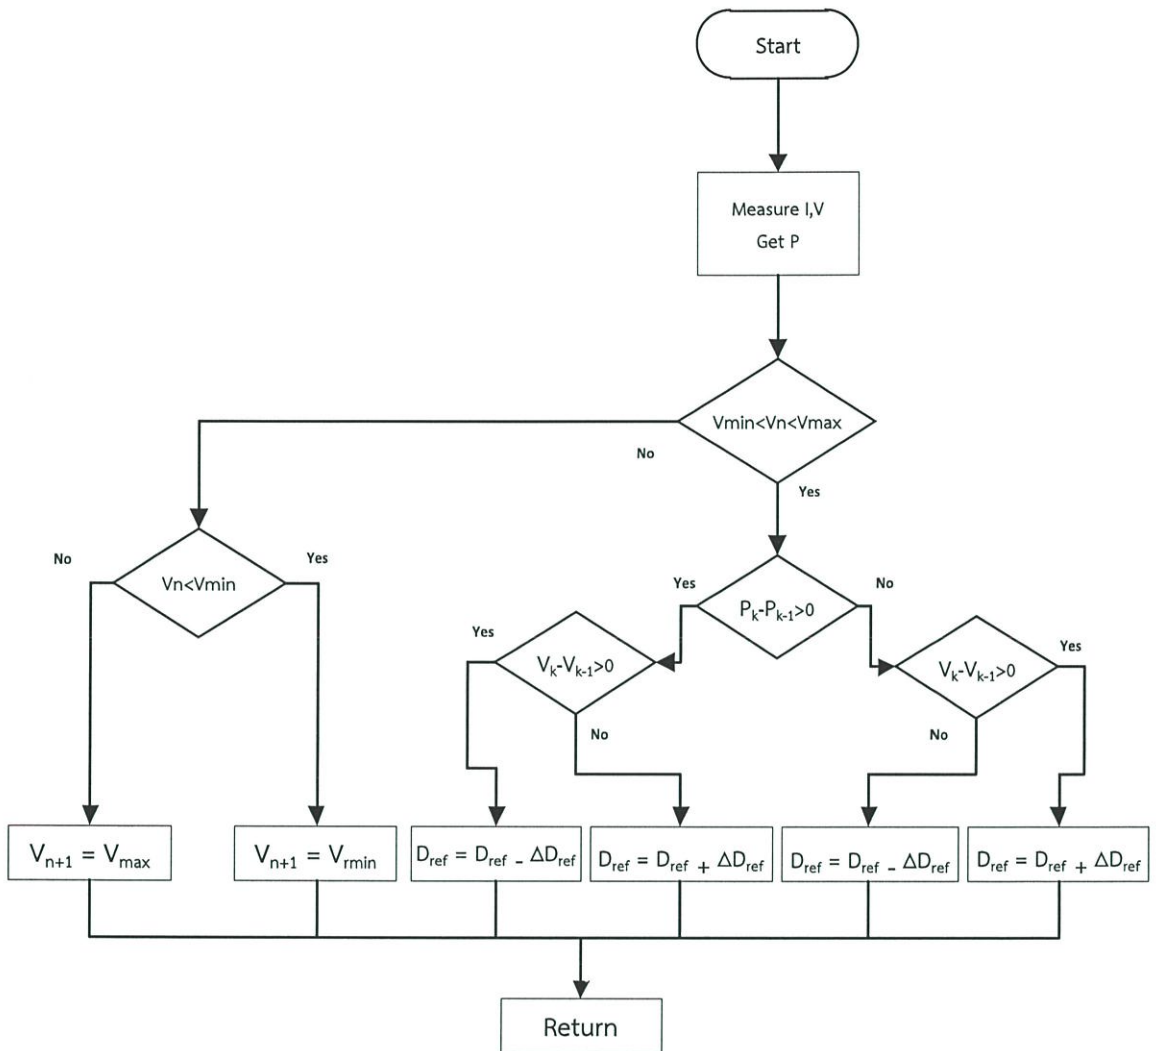 Start
Measure I,V
Get P
Vmin<Vn<Vmax
No
Yes
No
Vn<Vmin
Yes
Yes
Pk-Pk-1>0
No
Yes
Vk-Vk-1>0
No
Vk-Vk-1>0
Yes
No
Vn+1 = Vmax
Vn+1 = Vrmin
Dref = Dref - ΔDref
Dref = Dref + ΔDref
Dref = Dref - ΔDref
Dref = Dref + ΔDref
Return